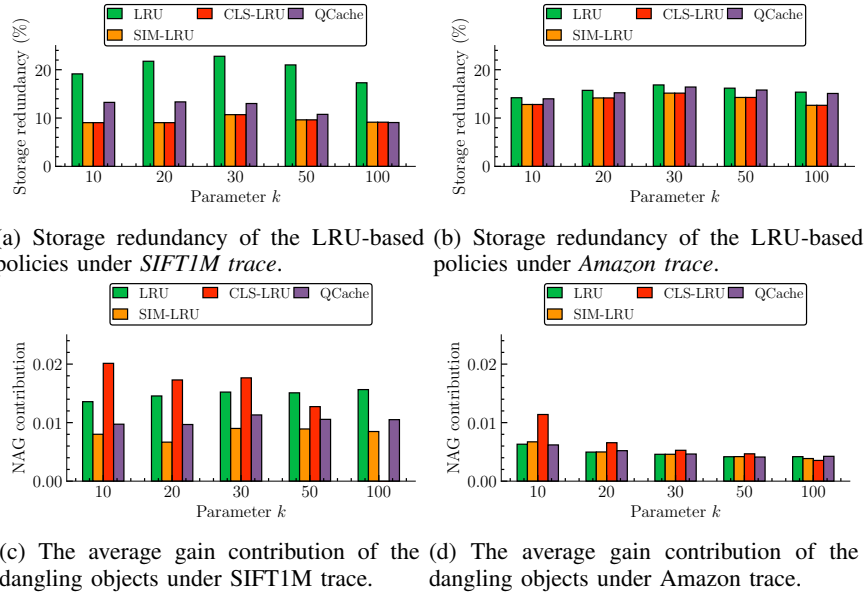 LRU CLS-LRU QCache
SIM-LRU
Storage redundancy (%)
20
10
0
10 20 30 50 100
Parameter k
LRU CLS-LRU QCache
SIM-LRU
Storage redundancy (%)
20
10
0
10 20 30 50 100
Parameter k
(a) Storage redundancy of the LRU-based
policies under SIFT1M trace.
(b) Storage redundancy of the LRU-based
policies under Amazon trace.
LRU CLS-LRU QCache
SIM-LRU
NAG contribution
0.02
0.01
0.00
10 20 30 50 100
Parameter k
LRU CLS-LRU QCache
SIM-LRU
NAG contribution
0.02
0.01
0.00
10 20 30 50 100
Parameter k
(c) The average gain contribution of the
dangling objects under SIFT1M trace.
(d) The average gain contribution of the
dangling objects under Amazon trace.